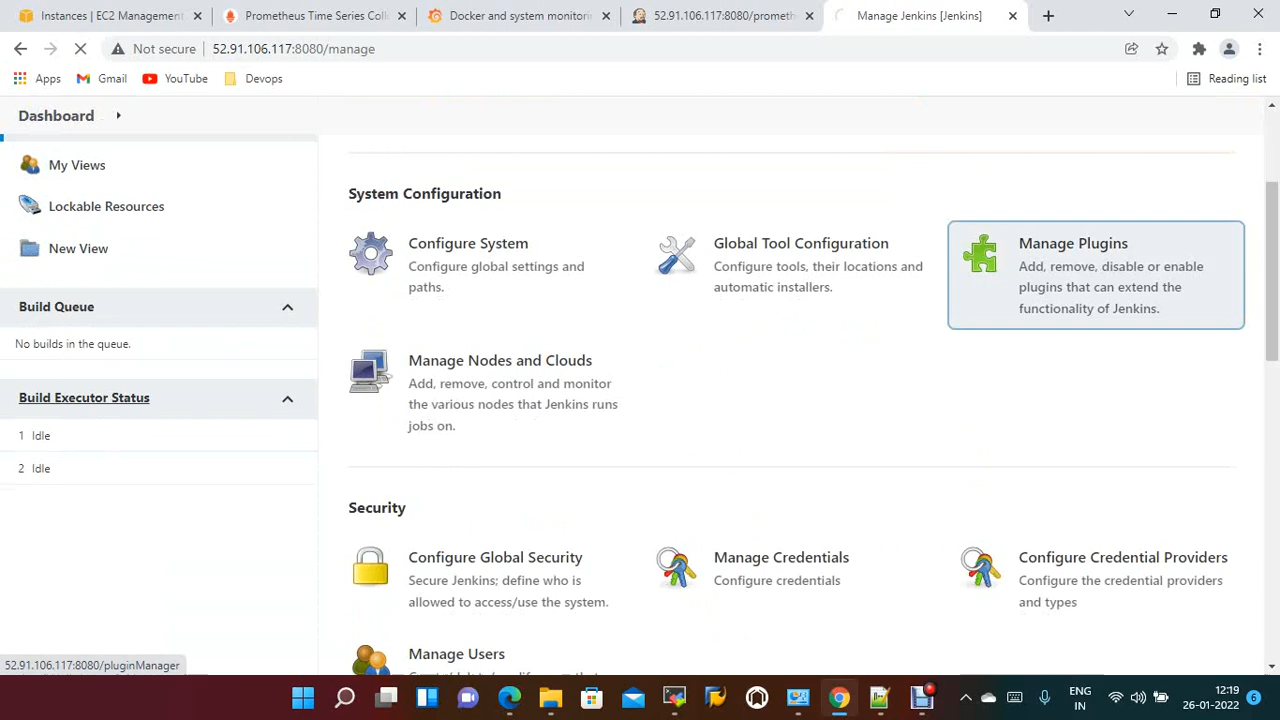 Instances | EC2 Management
Prometheus Time Series Coll
Docker and system monitorin
52.91.106.117:8080/prometh
Manage Jenkins [Jenkins]
Not secure
52.91.106.117:8080/manage
Apps
Gmail
YouTube
Devops
Reading list
Dashboard
My Views
Lockable Resources
New View
Build Queue
No builds in the queue.
Build Executor Status
1 Idle
2 Idle
System Configuration
Configure System
Configure global settings and
paths.
Global Tool Configuration
Configure tools, their locations and
automatic installers.
Manage Plugins
Add, remove, disable or enable
plugins that can extend the
functionality of Jenkins.
Manage Nodes and Clouds
Add, remove, control and monitor
the various nodes that Jenkins runs
jobs on.
Security
Configure Global Security
Secure Jenkins; define who is
allowed to access/use the system.
Manage Credentials
Configure credentials
Configure Credential Providers
Configure the credential providers
and types
Manage Users
52.91.106.117:8080/pluginManager
ENG
IN
12:19
26-01-2022
6